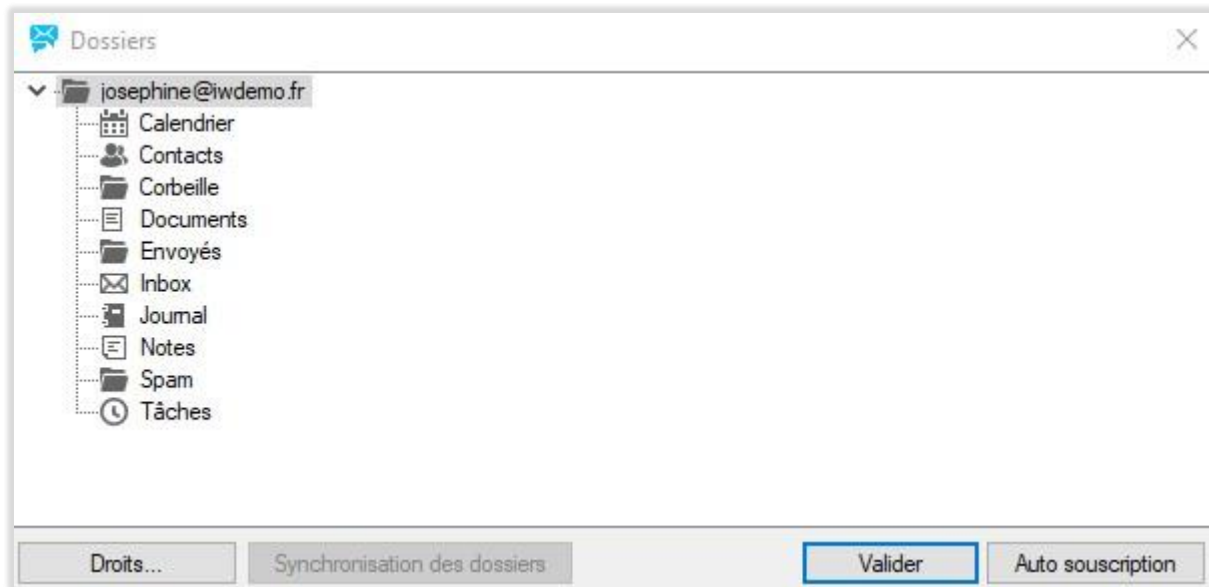 Dossiers
josephine@iwdemo.fr
Calendrier
Contacts
Corbeille
Documents
Envoyés
Inbox
Journal
Notes
Spam
Tâches
Droits... Synchronisation des dossiers Valider Auto souscription